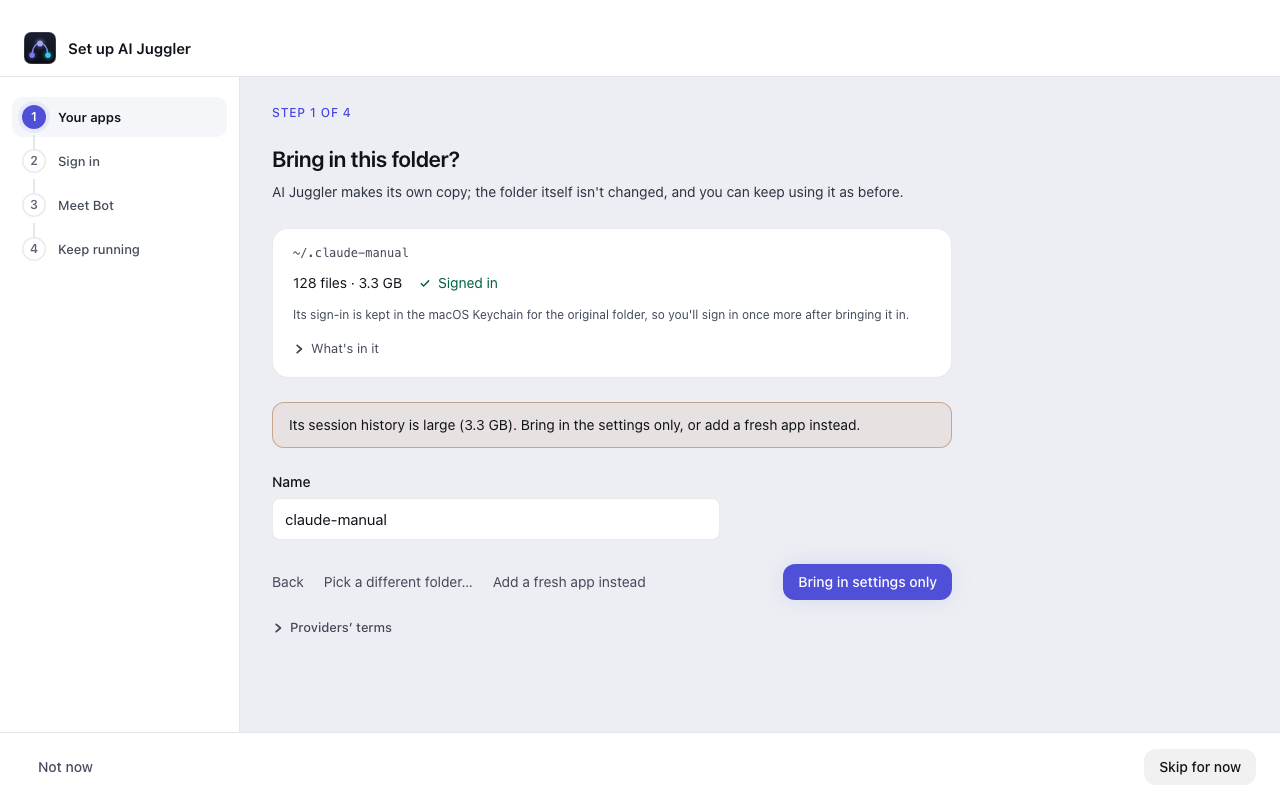 Set up AI Juggler
1 Your apps
2 Sign in
3 Meet Bot
4 Keep running
STEP 1 OF 4
Bring in this folder?
AI Juggler makes its own copy; the folder itself isn't changed, and you can keep using it as before.
~/.claude-manual
128 files · 3.3 GB ✓ Signed in
Its sign-in is kept in the macOS Keychain for the original folder, so you'll sign in once more after bringing it in.
What's in it
Its session history is large (3.3 GB). Bring in the settings only, or add a fresh app instead.
Name
claude-manual
Back Pick a different folder… Add a fresh app instead Bring in settings only
Providers’ terms
Not now Skip for now